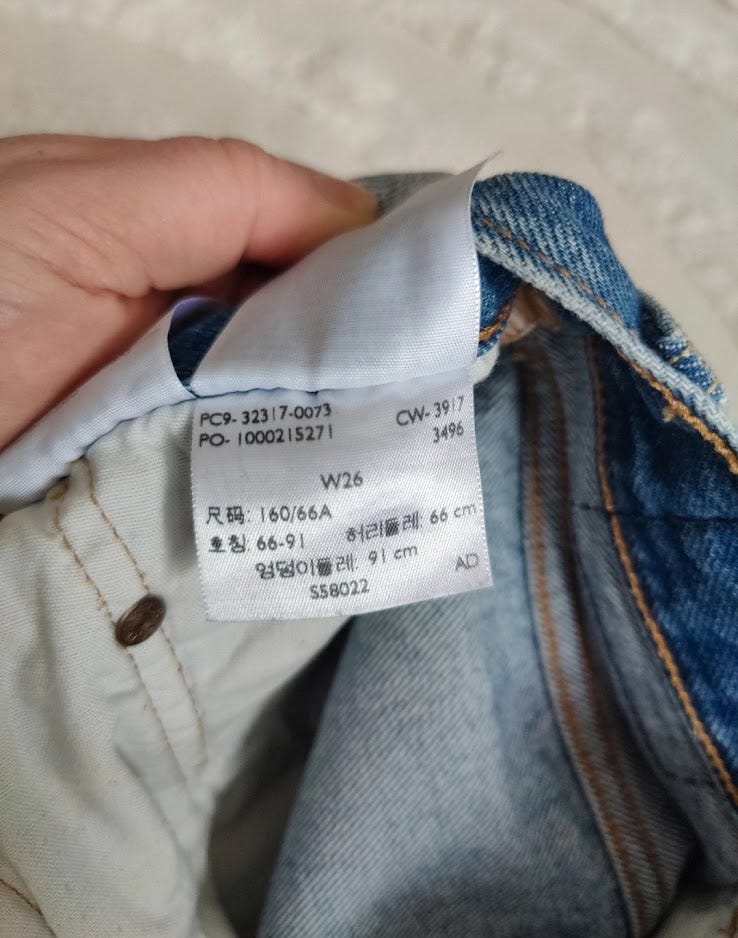 PC9- 32317-0073
CW- 3917
PO- 1000215271
3496
W26
尺码: 160/66A
호칭: 66-91
허리둘레: 66 cm
엉덩이둘레: 91 cm
AD
S58022